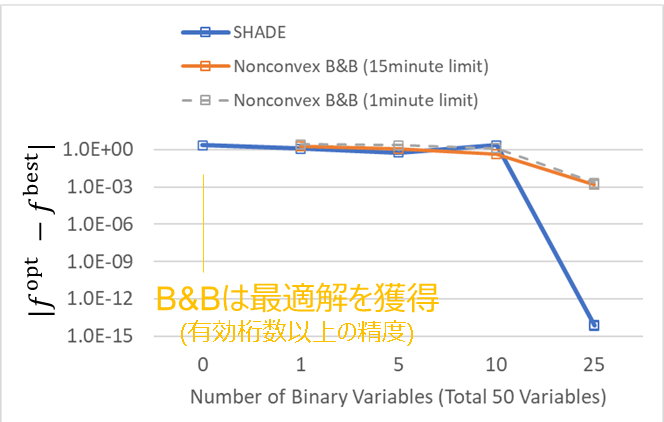 SHADE
Nonconvex B&B (15minute limit)
Nonconvex B&B (1minute limit)
|f^opt − f^best|
1.0E+00
1.0E-03
1.0E-06
1.0E-09
1.0E-12
1.0E-15
B&Bは最適解を獲得
(有効桁数以上の精度)
0 1 5 10 25
Number of Binary Variables (Total 50 Variables)